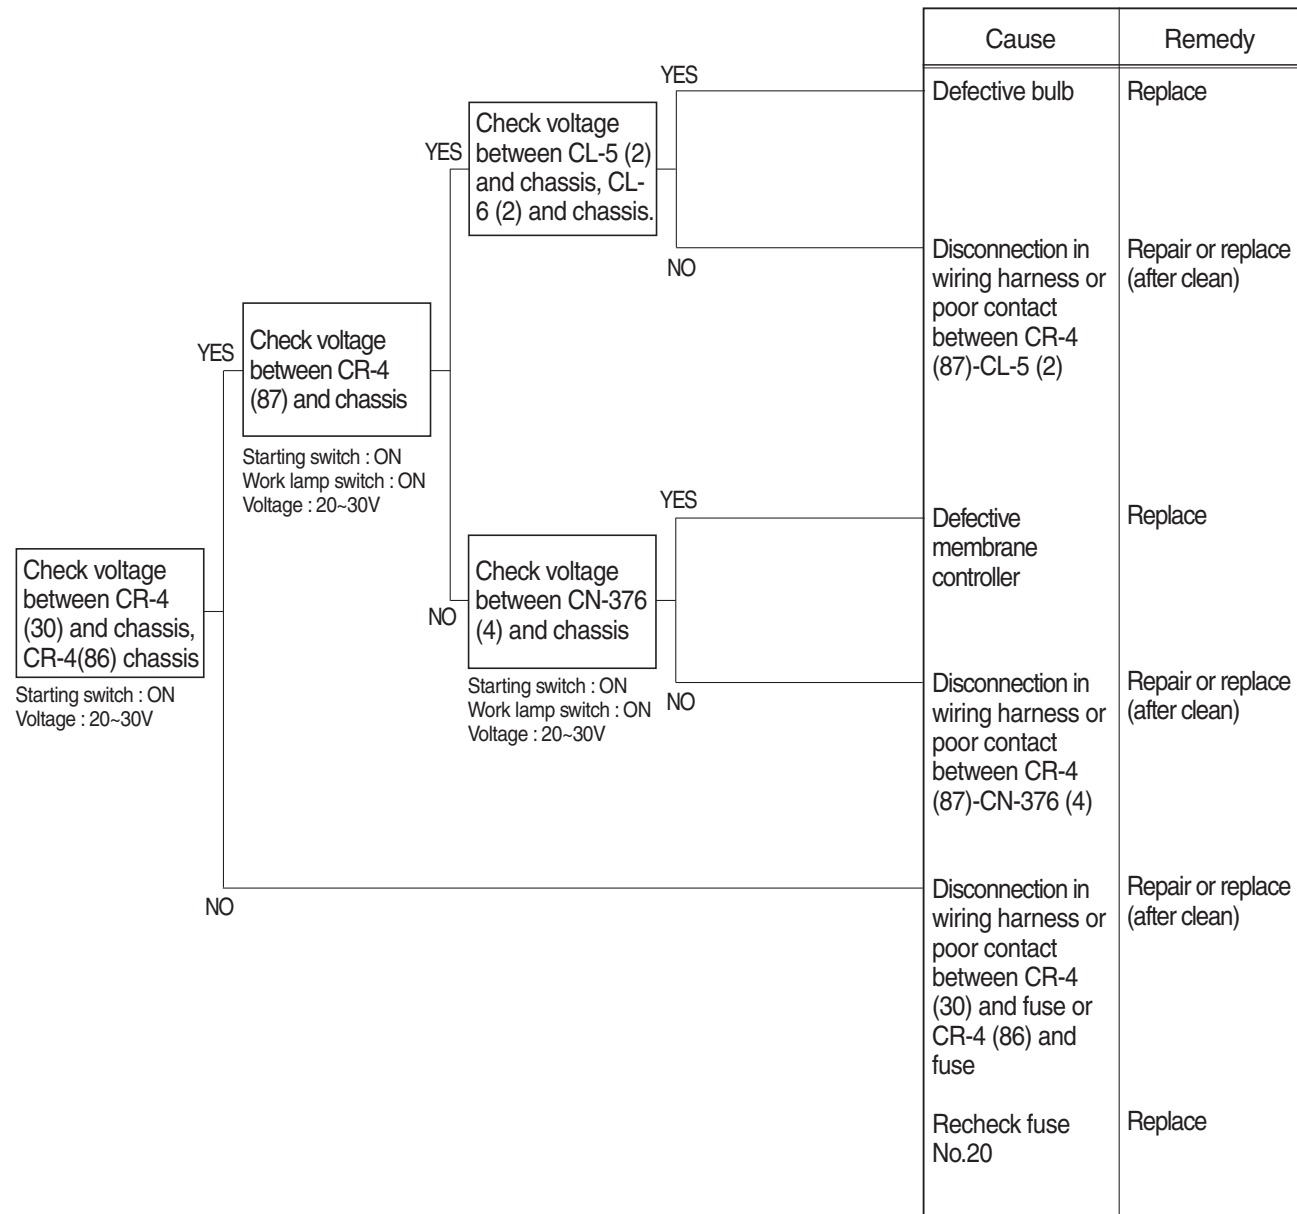 Cause
Remedy
YES
Defective bulb
Replace
Check voltage
between CL-5 (2)
and chassis, CL-
6 (2) and chassis.
YES
NO
Disconnection in
wiring harness or
poor contact
between CR-4
(87)-CL-5 (2)
Repair or replace
(after clean)
YES
Check voltage
between CR-4
(87) and chassis
Starting switch : ON
Work lamp switch : ON
Voltage : 20~30V
YES
Defective
membrane
controller
Replace
Check voltage
between CR-4
(30) and chassis,
CR-4(86) chassis
Starting switch : ON
Voltage : 20~30V
NO
Check voltage
between CN-376
(4) and chassis
Starting switch : ON
Work lamp switch : ON
Voltage : 20~30V
NO
Disconnection in
wiring harness or
poor contact
between CR-4
(87)-CN-376 (4)
Repair or replace
(after clean)
NO
Disconnection in
wiring harness or
poor contact
between CR-4
(30) and fuse or
CR-4 (86) and
fuse
Repair or replace
(after clean)
Recheck fuse
No.20
Replace